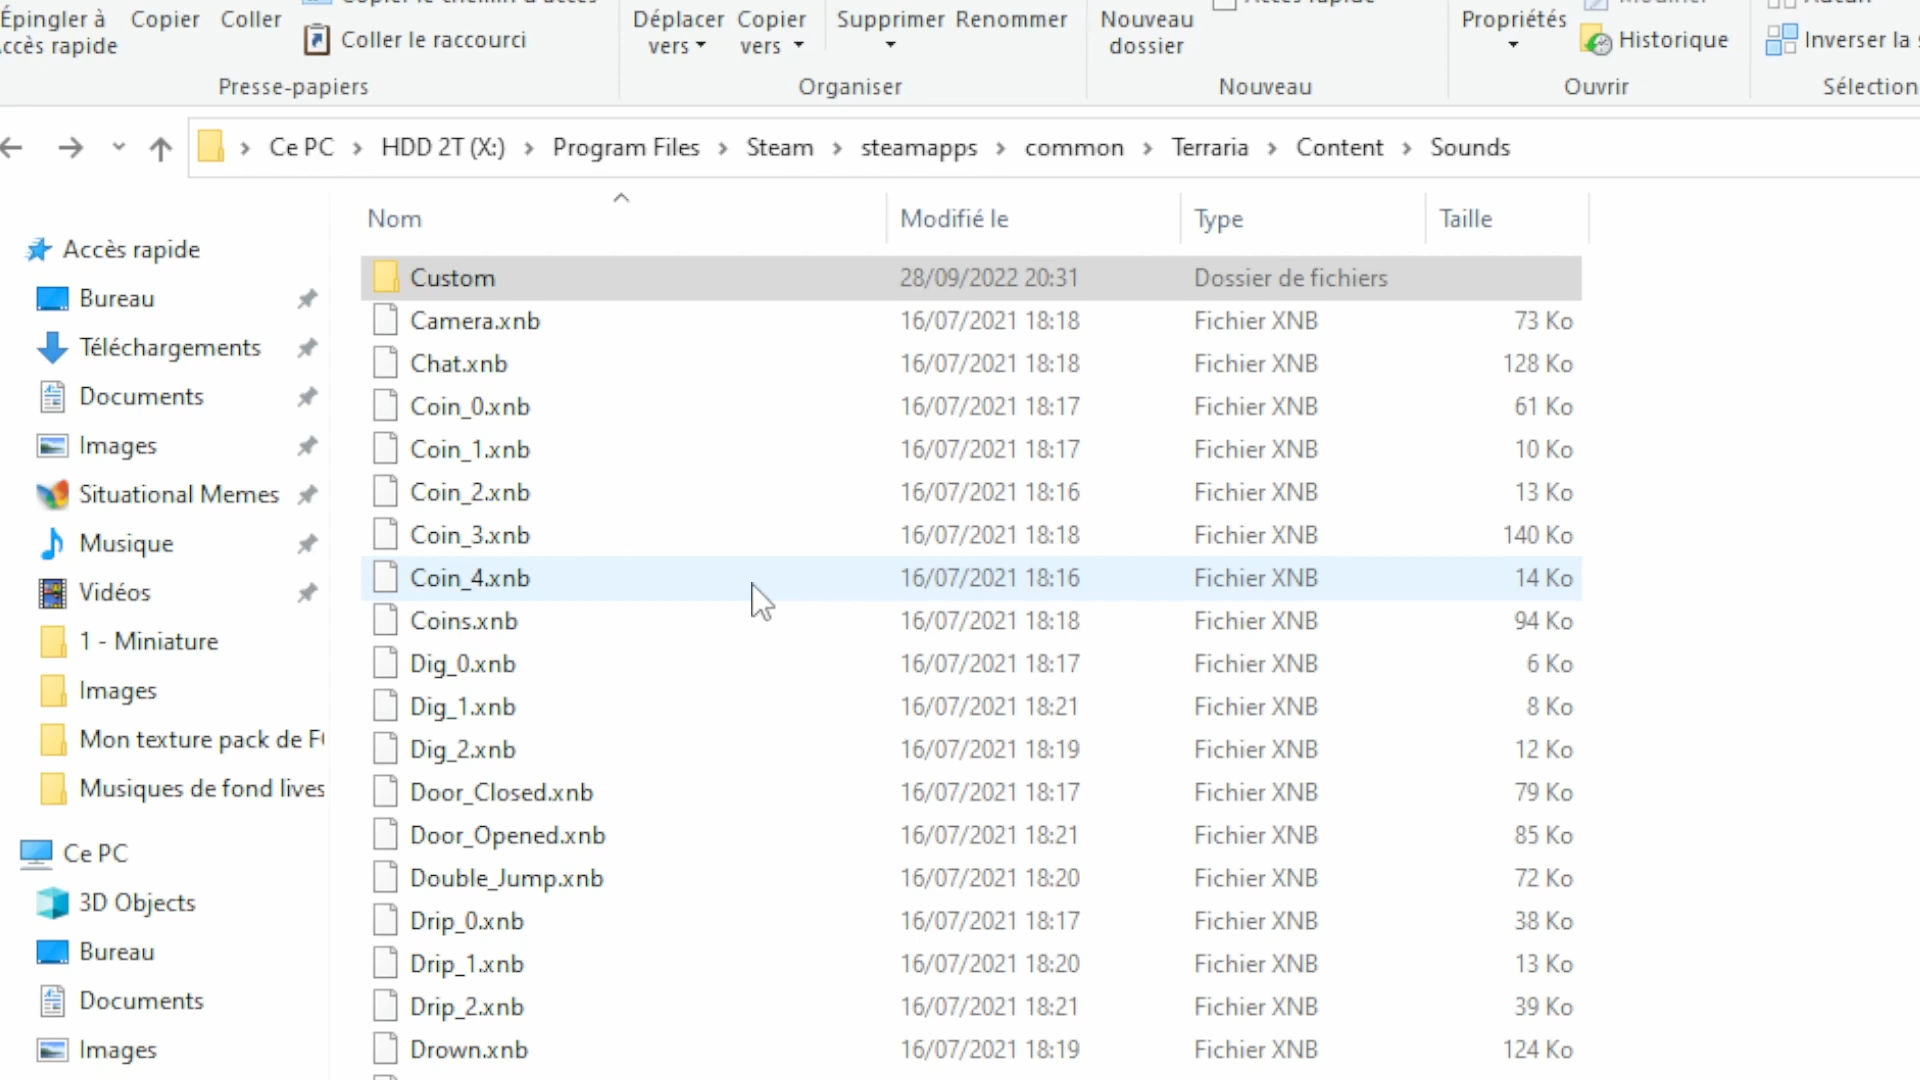 Épingler à
accès rapide
Copier
Coller
Coller le raccourci
Presse-papiers
Déplacer
vers
Copier
vers
Supprimer
Renommer
Organiser
Nouveau
dossier
Nouveau
Propriétés
Historique
Ouvrir
Inverser la
Sélection
Ce PC > HDD 2T (X:) > Program Files > Steam > steamapps > common > Terraria > Content > Sounds
Nom Modifié le Type Taille
Accès rapide
Bureau
Téléchargements
Documents
Images
Situational Memes
Musique
Vidéos
1 - Miniature
Images
Mon texture pack de
Musiques de fond lives
Ce PC
3D Objects
Bureau
Documents
Images
Custom 28/09/2022 20:31 Dossier de fichiers
Camera.xnb 16/07/2021 18:18 Fichier XNB 73 Ko
Chat.xnb 16/07/2021 18:18 Fichier XNB 128 Ko
Coin_0.xnb 16/07/2021 18:17 Fichier XNB 61 Ko
Coin_1.xnb 16/07/2021 18:17 Fichier XNB 10 Ko
Coin_2.xnb 16/07/2021 18:16 Fichier XNB 13 Ko
Coin_3.xnb 16/07/2021 18:18 Fichier XNB 140 Ko
Coin_4.xnb 16/07/2021 18:16 Fichier XNB 14 Ko
Coins.xnb 16/07/2021 18:18 Fichier XNB 94 Ko
Dig_0.xnb 16/07/2021 18:17 Fichier XNB 6 Ko
Dig_1.xnb 16/07/2021 18:21 Fichier XNB 8 Ko
Dig_2.xnb 16/07/2021 18:19 Fichier XNB 12 Ko
Door_Closed.xnb 16/07/2021 18:17 Fichier XNB 79 Ko
Door_Opened.xnb 16/07/2021 18:21 Fichier XNB 85 Ko
Double_Jump.xnb 16/07/2021 18:20 Fichier XNB 72 Ko
Drip_0.xnb 16/07/2021 18:17 Fichier XNB 38 Ko
Drip_1.xnb 16/07/2021 18:20 Fichier XNB 13 Ko
Drip_2.xnb 16/07/2021 18:21 Fichier XNB 39 Ko
Drown.xnb 16/07/2021 18:19 Fichier XNB 124 Ko